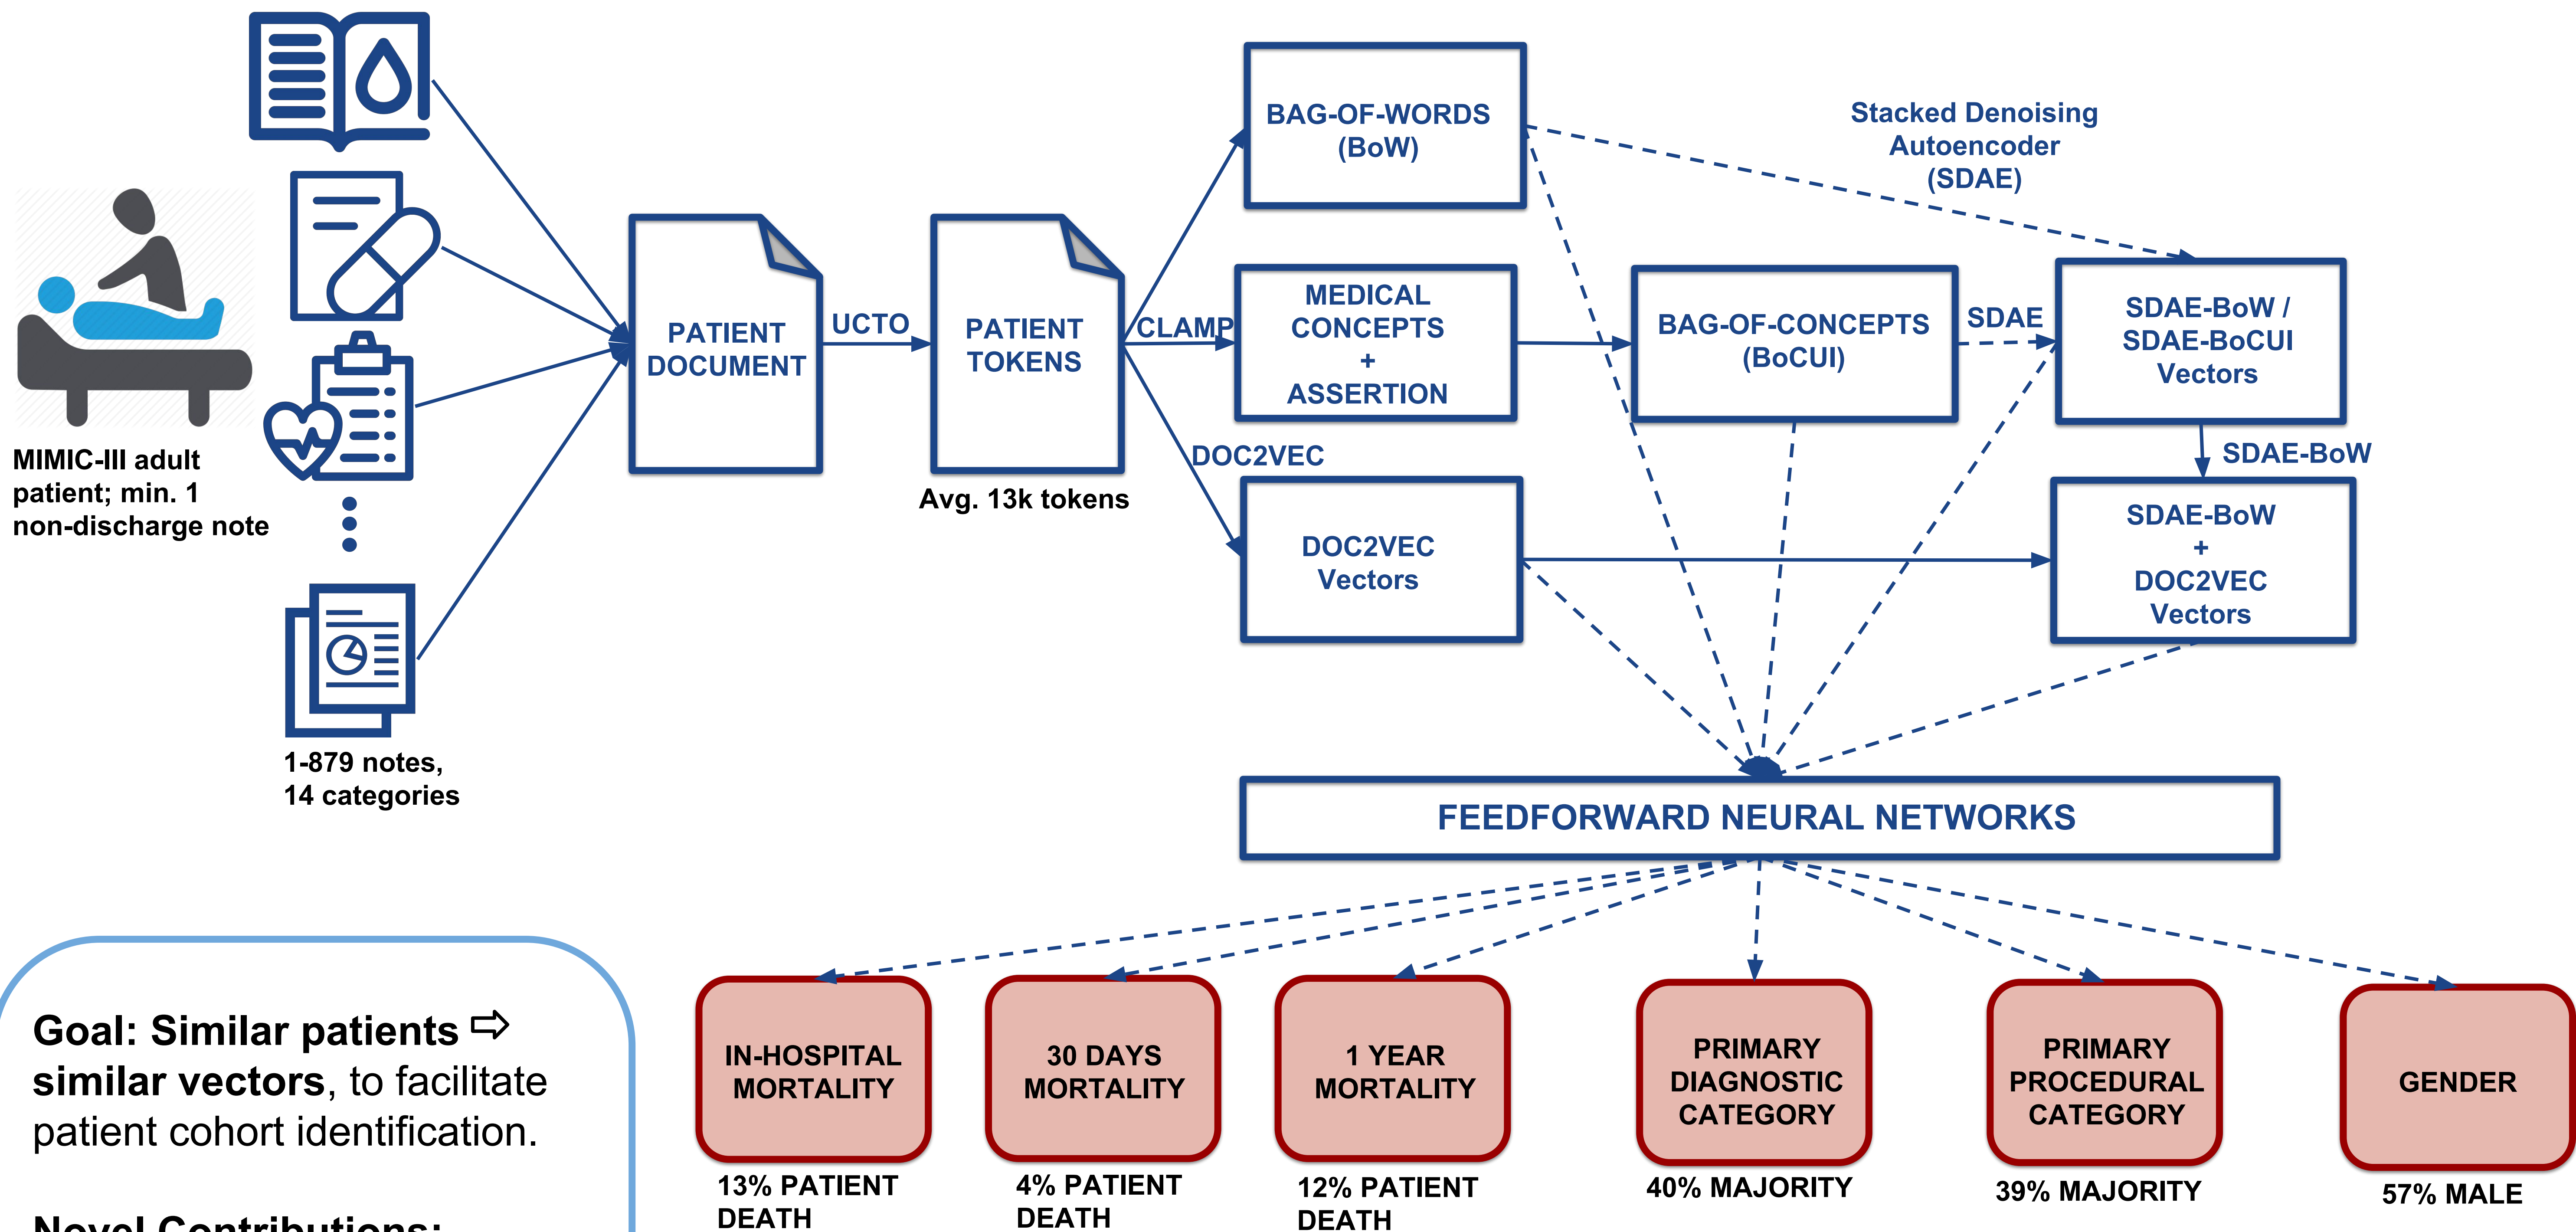 MIMIC-III adult
patient; min. 1
non-discharge note
1-879 notes,
14 categories
PATIENT
DOCUMENT
UCTO
PATIENT
TOKENS
Avg. 13k tokens
CLAMP
DOC2VEC
BAG-OF-WORDS
(BoW)
MEDICAL
CONCEPTS
+
ASSERTION
DOC2VEC
Vectors
BAG-OF-CONCEPTS
(BoCUI)
Stacked Denoising
Autoencoder
(SDAE)
SDAE
SDAE-BoW /
SDAE-BoCUI
Vectors
SDAE-BoW
SDAE-BoW
+
DOC2VEC
Vectors
FEEDFORWARD NEURAL NETWORKS
IN-HOSPITAL
MORTALITY
13% PATIENT
DEATH
30 DAYS
MORTALITY
4% PATIENT
DEATH
1 YEAR
MORTALITY
12% PATIENT
DEATH
PRIMARY
DIAGNOSTIC
CATEGORY
40% MAJORITY
PRIMARY
PROCEDURAL
CATEGORY
39% MAJORITY
GENDER
57% MALE
Goal: Similar patients ⇨
similar vectors, to facilitate
patient cohort identification.
Novel Contributions: